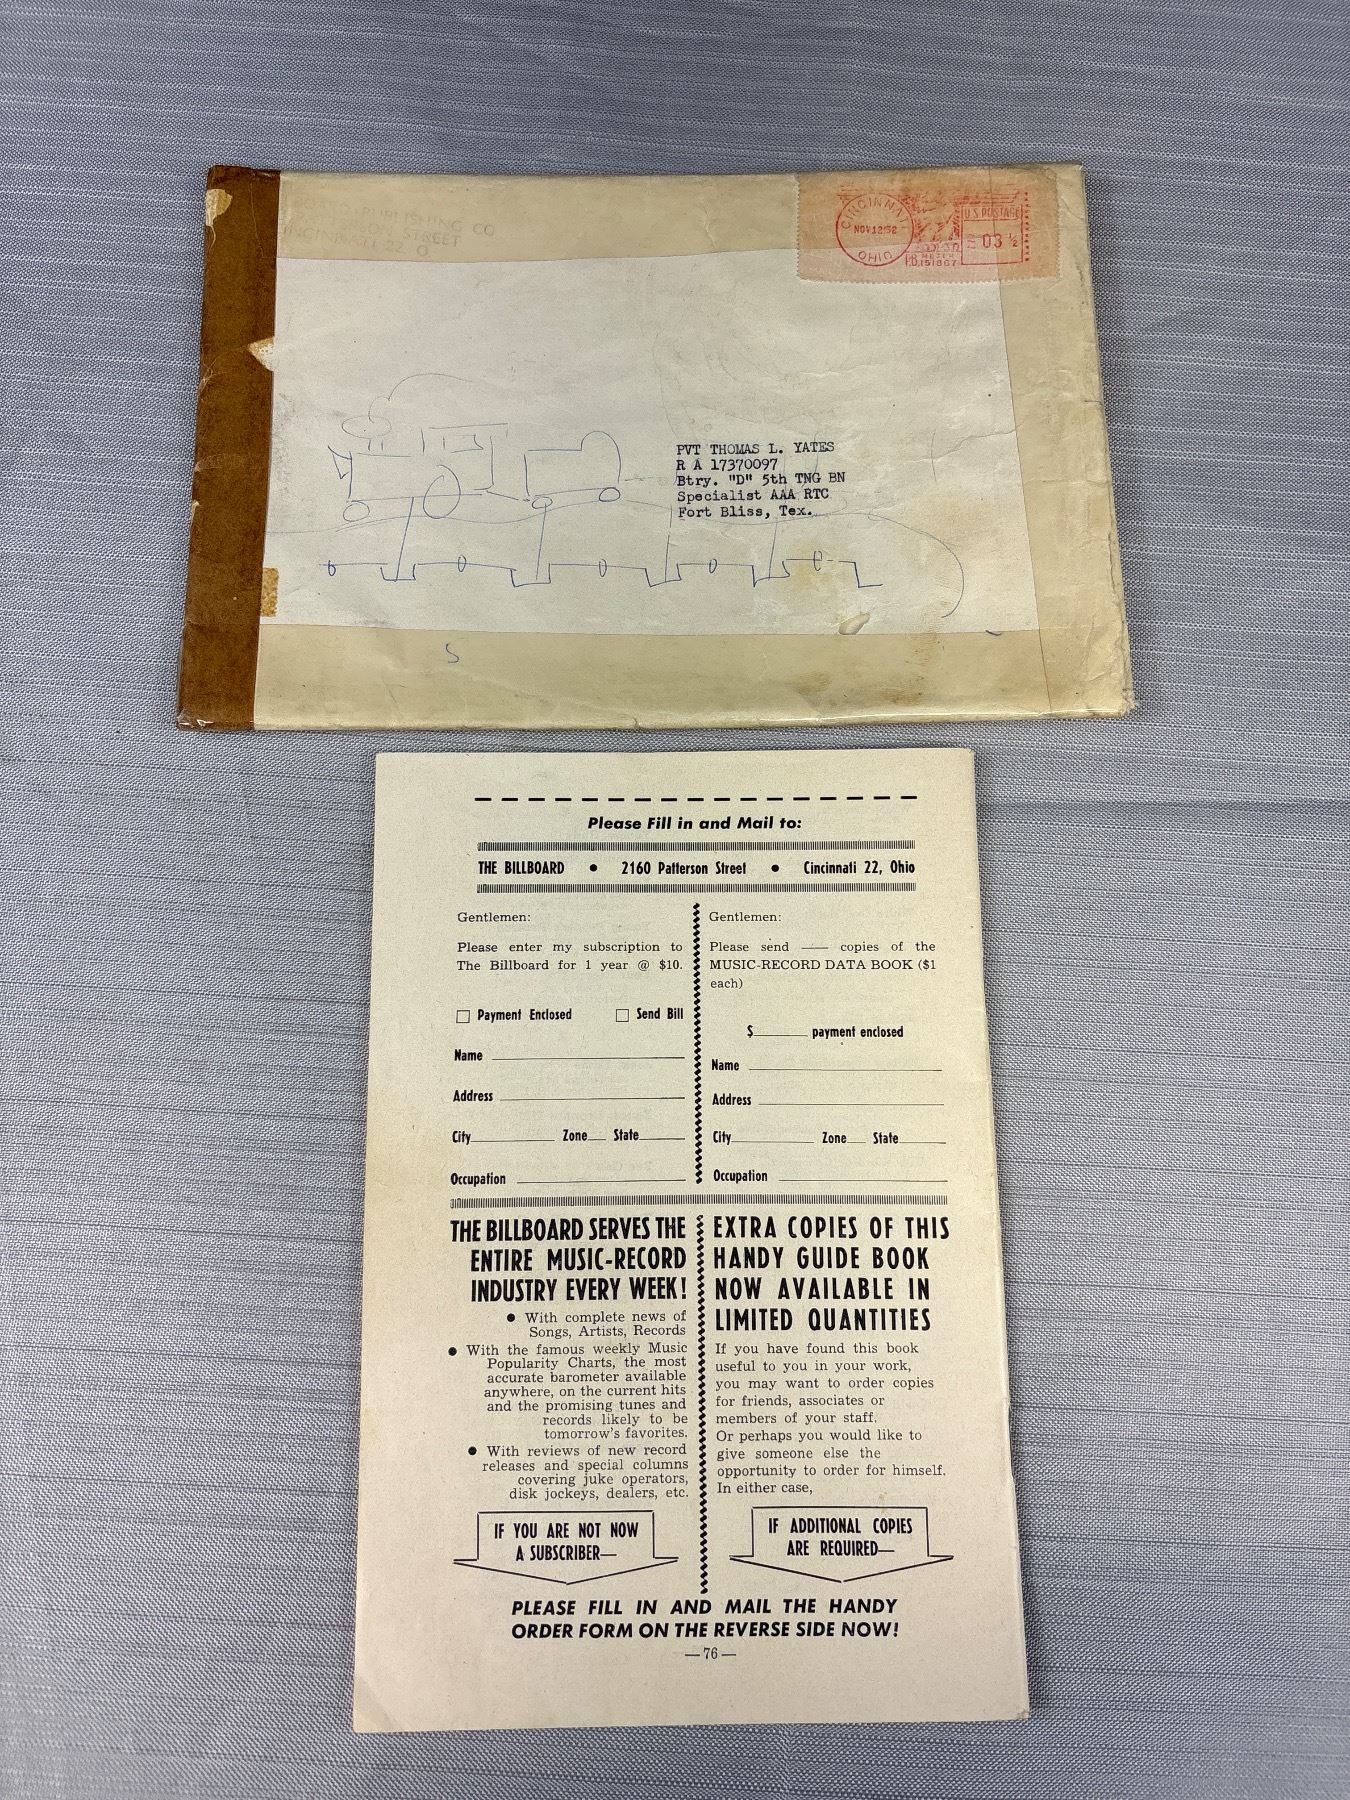 PUBLISHING CO
STREET
CINCINNATI 22 O
CINCINNATI
NOV 12 '52
OHIO
U.S. POSTAGE
03 ½
METER
P.B. 151867
PVT THOMAS L. YATES
R A 17370097
Btry. "D" 5th TNG BN
Specialist AAA RTC
Fort Bliss, Tex.
Please Fill in and Mail to:
THE BILLBOARD • 2160 Patterson Street • Cincinnati 22, Ohio
Gentlemen:
Please enter my subscription to
The Billboard for 1 year @ $10.
Payment Enclosed Send Bill
Name
Address
City Zone State
Occupation
Gentlemen:
Please send —— copies of the
MUSIC-RECORD DATA BOOK ($1
each)
$ payment enclosed
Name
Address
City Zone State
Occupation
THE BILLBOARD SERVES THE
ENTIRE MUSIC-RECORD
INDUSTRY EVERY WEEK!
• With complete news of
Songs, Artists, Records
• With the famous weekly Music
Popularity Charts, the most
accurate barometer available
anywhere, on the current hits
and the promising tunes and
records likely to be
tomorrow's favorites.
• With reviews of new record
releases and special columns
covering juke operators,
disk jockeys, dealers, etc.
IF YOU ARE NOT NOW
A SUBSCRIBER—
EXTRA COPIES OF THIS
HANDY GUIDE BOOK
NOW AVAILABLE IN
LIMITED QUANTITIES
If you have found this book
useful to you in your work,
you may want to order copies
for friends, associates or
members of your staff.
Or perhaps you would like to
give someone else the
opportunity to order for himself.
In either case,
IF ADDITIONAL COPIES
ARE REQUIRED—
PLEASE FILL IN AND MAIL THE HANDY
ORDER FORM ON THE REVERSE SIDE NOW!
—76—